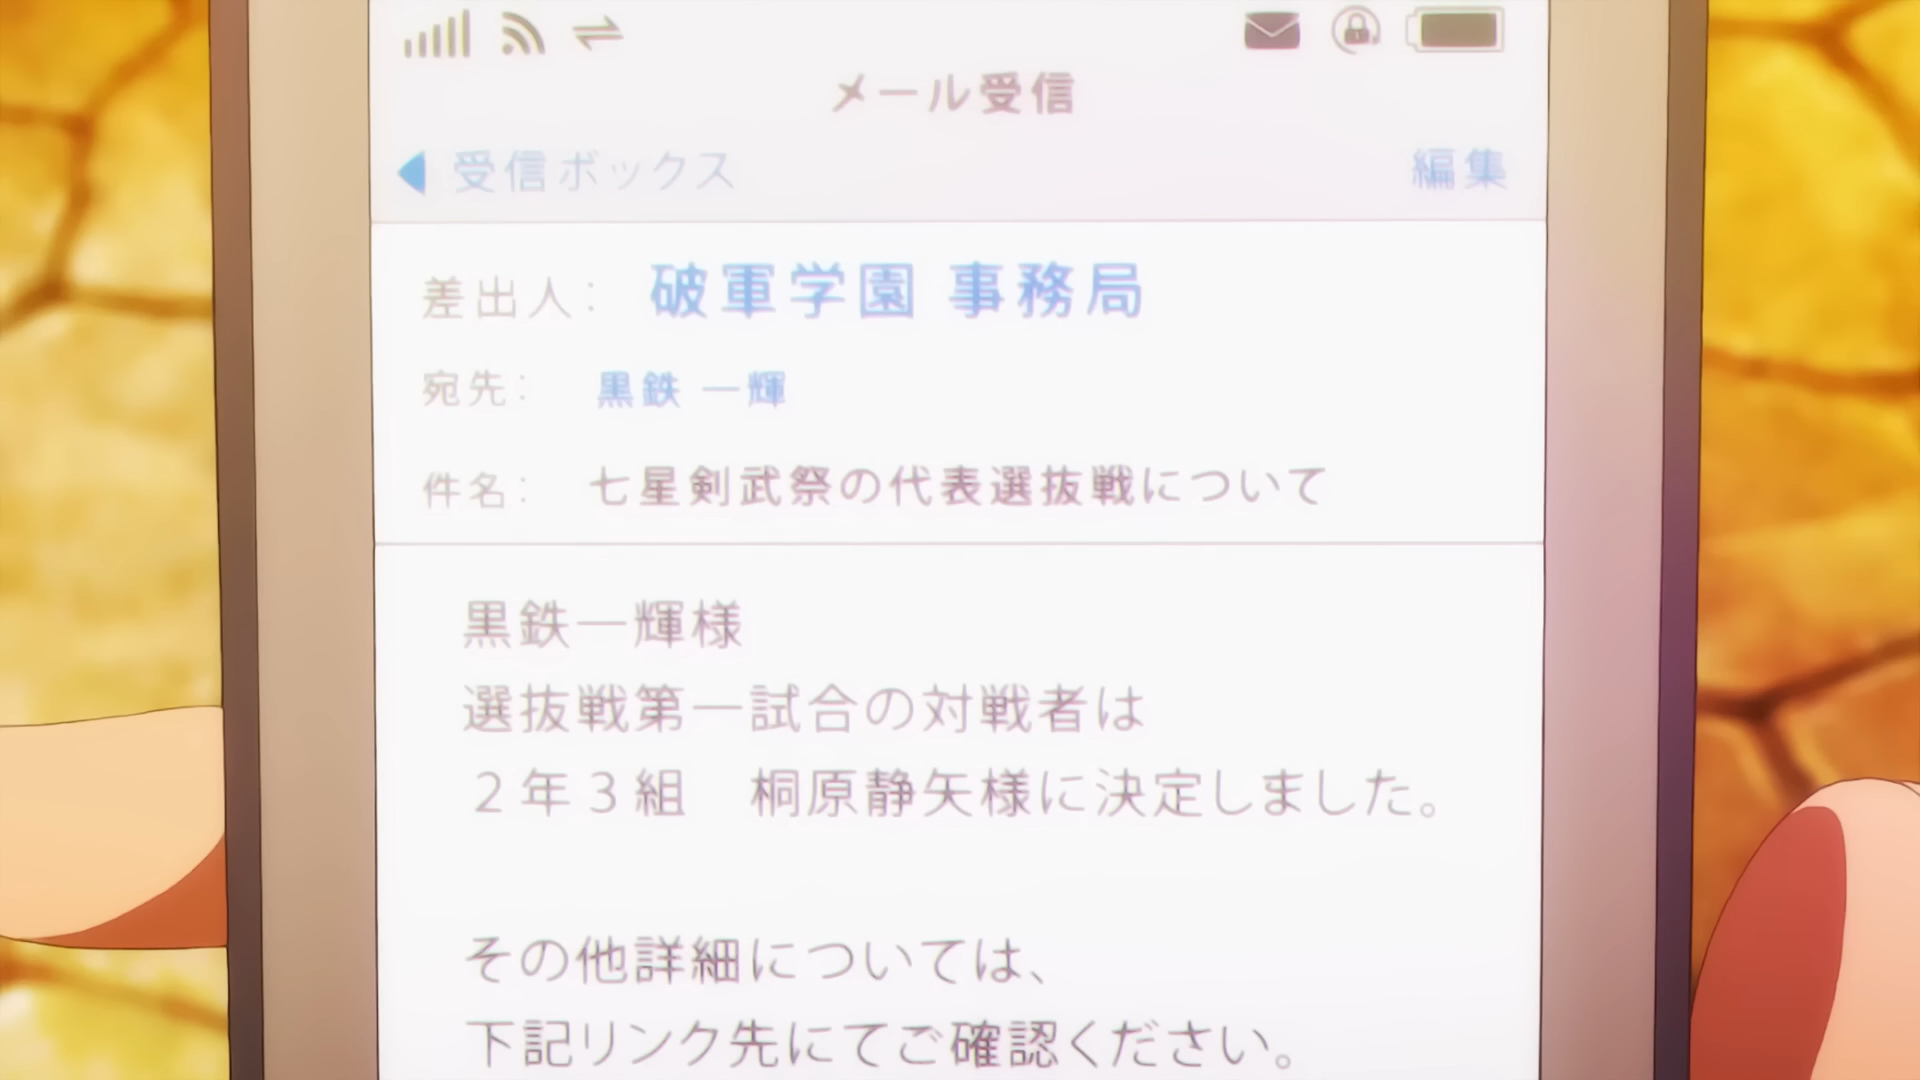 メール受信
受信ボックス 編集
差出人: 破軍学園 事務局
宛先: 黒鉄 一輝
件名: 七星剣武祭の代表選抜戦について
黒鉄一輝様
選抜戦第一試合の対戦者は
２年３組　桐原静矢様に決定しました。
その他詳細については、
下記リンク先にてご確認ください。